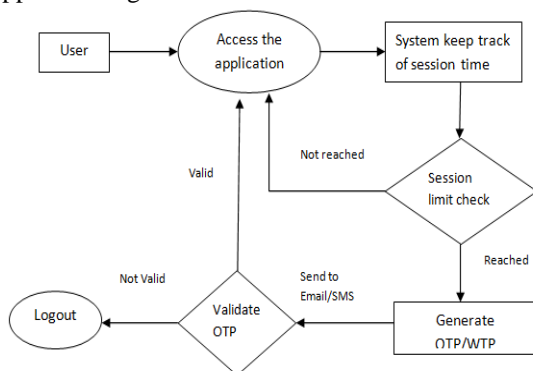 User
Access the
application
System keep track
of session time
Not reached
Valid
Session
limit check
Reached
Not Valid
Send to
Email/SMS
Logout
Validate
OTP
Generate
OTP/WTP